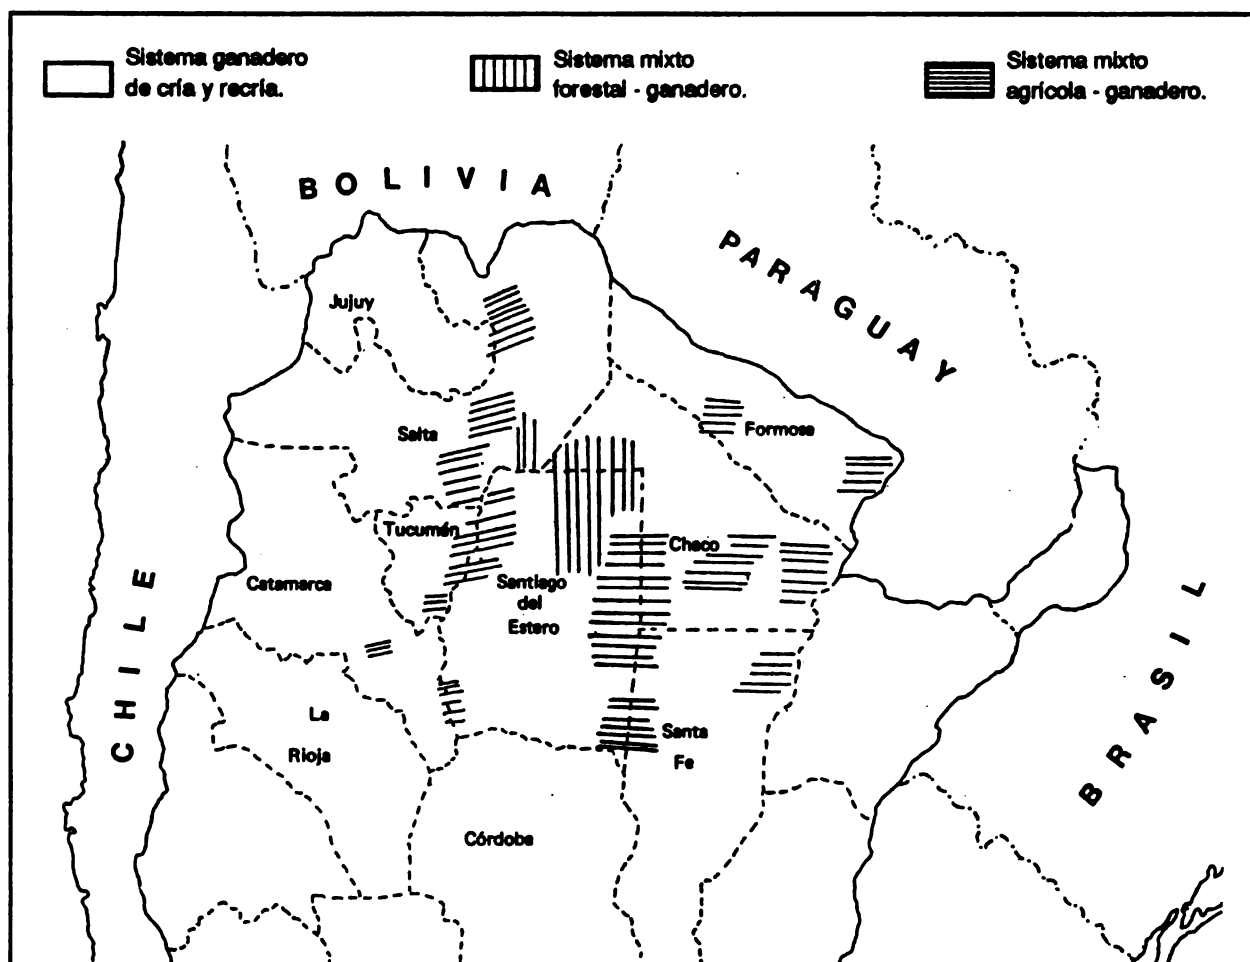 Sistema ganadero
de cría y recría.
Sistema mixto
forestal - ganadero.
Sistema mixto
agrícola - ganadero.
BOLIVIA
PARAGUAY
Jujuy
Salta
Formosa
Tucumán
Chaco
Catamarca
Santiago
del
Estero
CHILE
BRASIL
La
Rioja
Santa
Fe
Córdoba